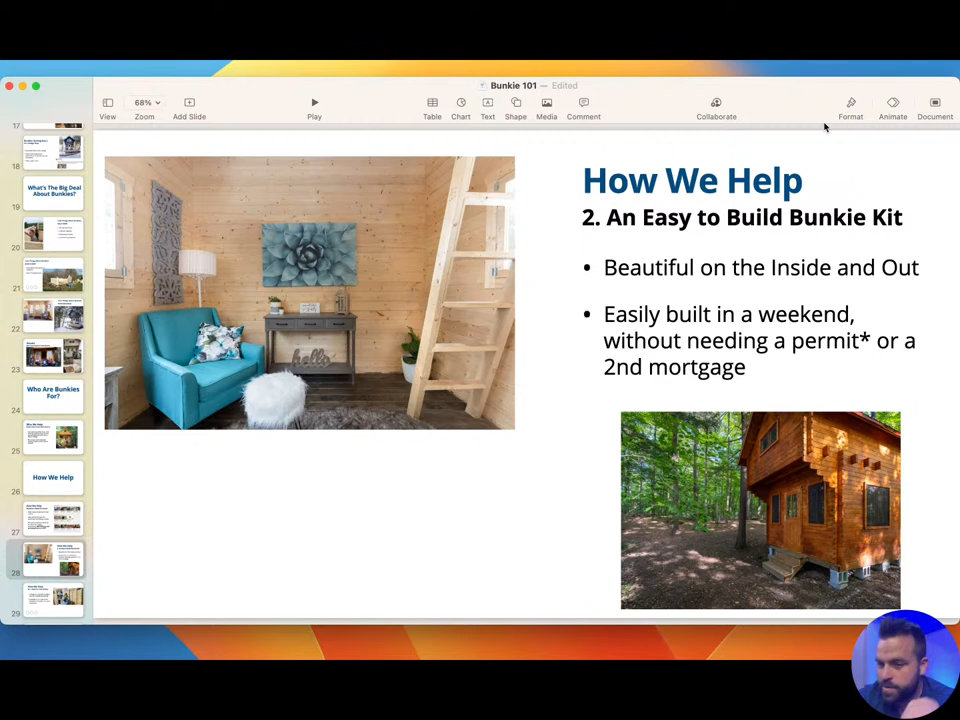 Bunkie 101 — Edited
68%
View
Zoom
Add Slide
Play
Table
Chart
Text
Shape
Media
Comment
Collaborate
Format
Animate
Document
17
18
What's The Big Deal
About Bunkies?
19
20
21
22
23
Who Are Bunkies
For?
24
25
How We Help
26
27
28
29
How We Help
2. An Easy to Build Bunkie Kit
• Beautiful on the Inside and Out
• Easily built in a weekend,
without needing a permit* or a
2nd mortgage
hello